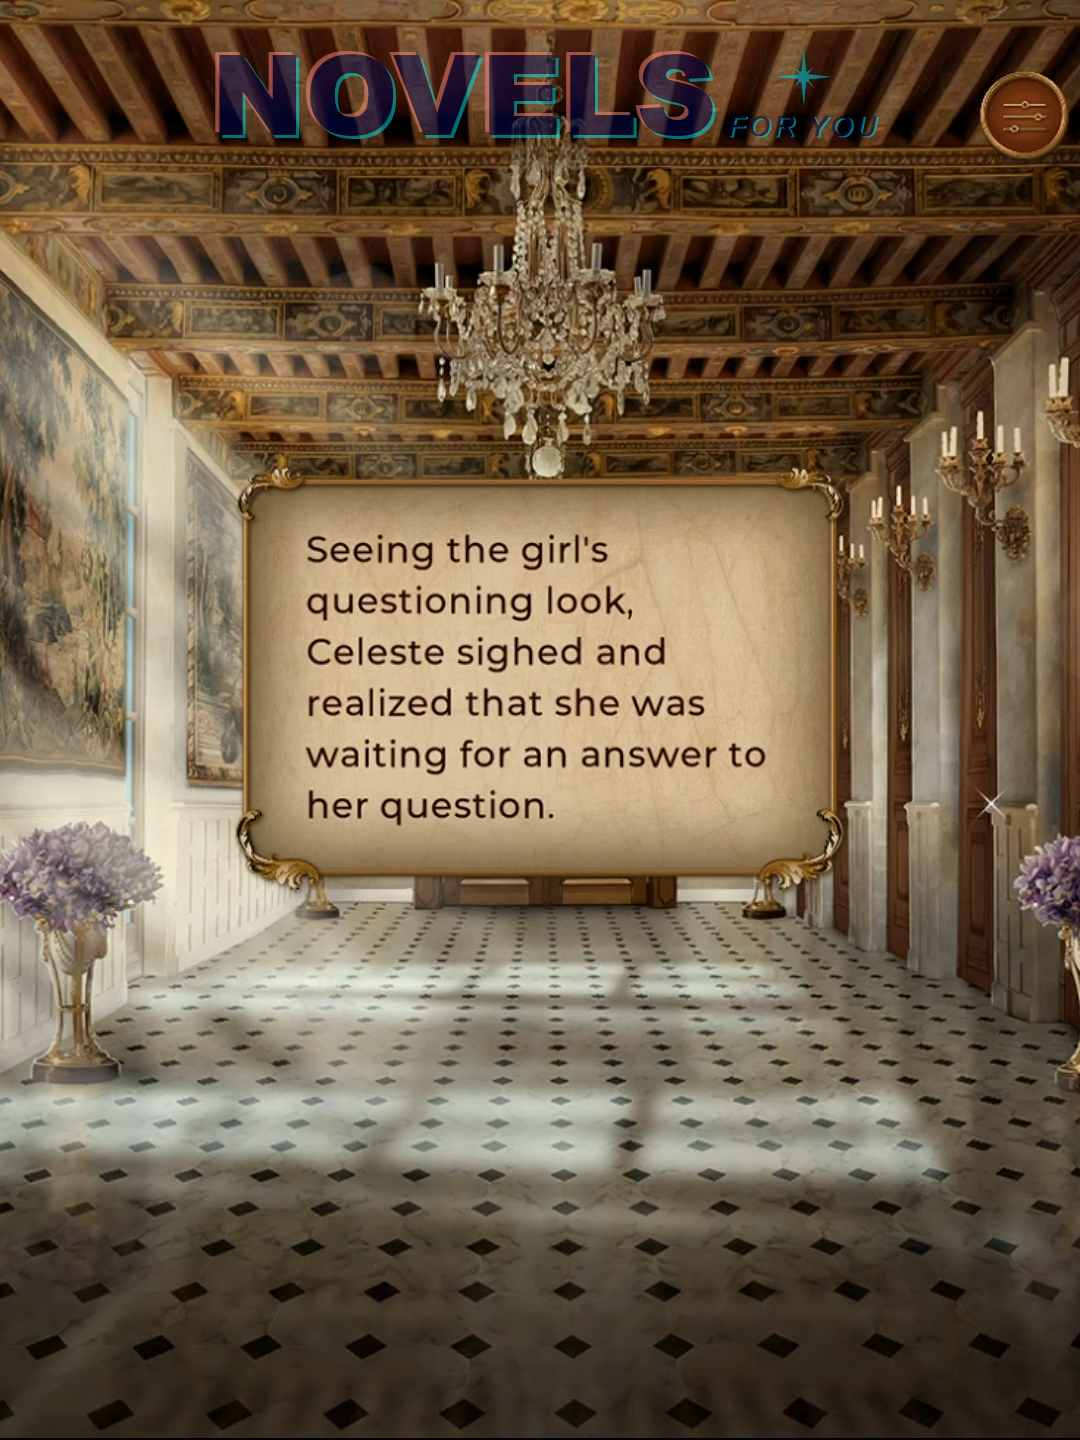 NOVELS
FOR YOU
Seeing the girl's
questioning look,
Celeste sighed and
realized that she was
waiting for an answer to
her question.